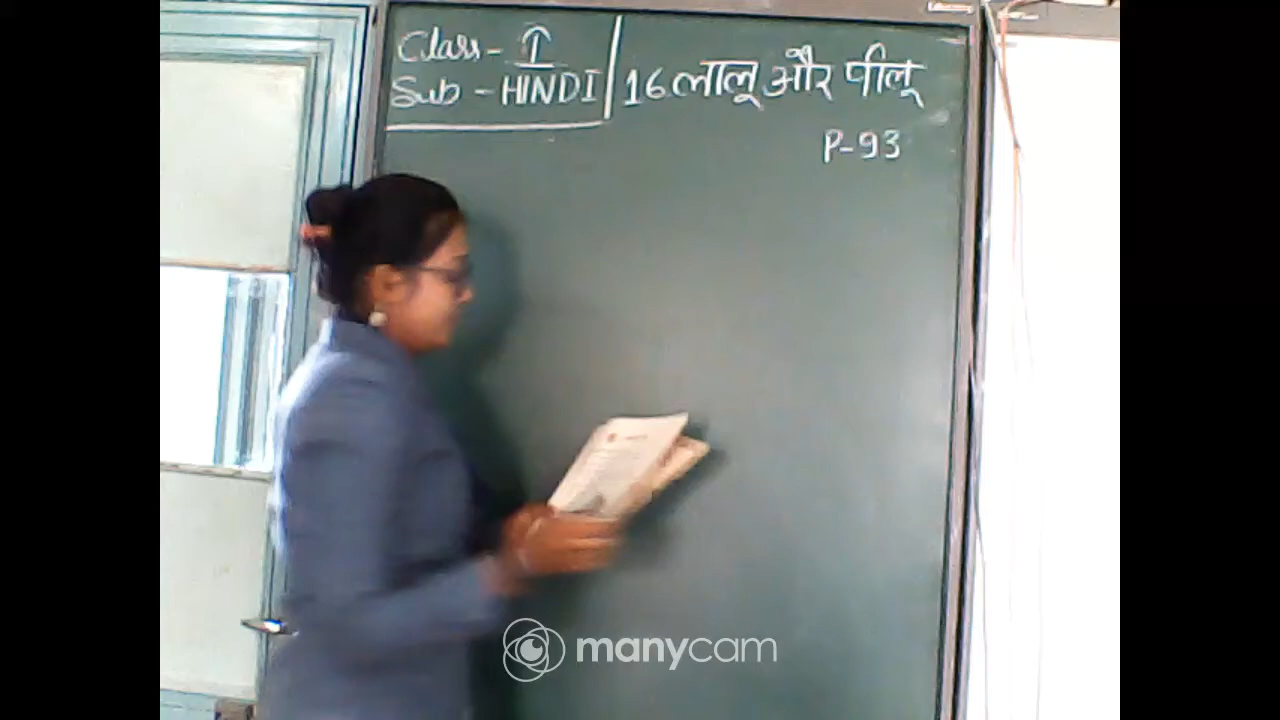 Class - I
Sub - HINDI
16 लालू और पीलू
P-93
manycam